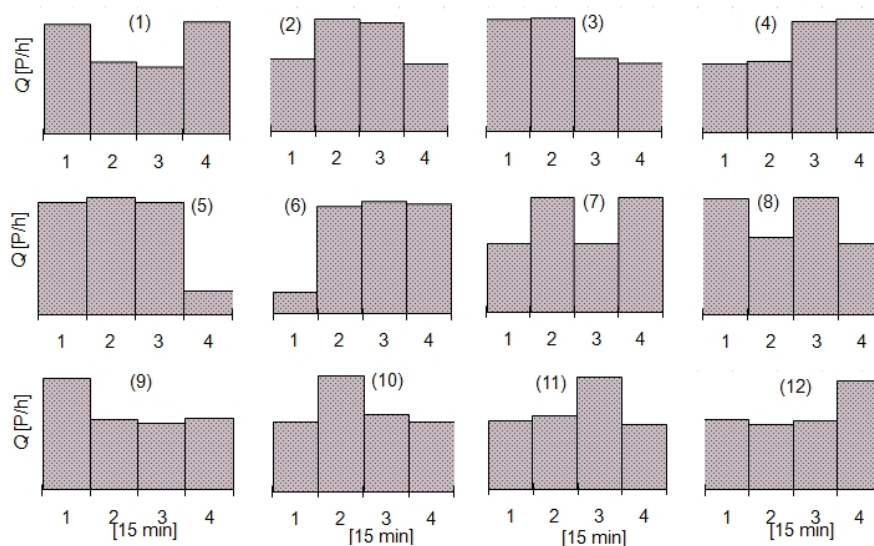 (1) (2) (3) (4)
Q [P/h]
1 2 3 4 1 2 3 4 1 2 3 4 1 2 3 4
(5) (6) (7) (8)
Q [P/h]
1 2 3 4 1 2 3 4 1 2 3 4 1 2 3 4
(9) (10) (11) (12)
Q [P/h]
1 2 3 4 1 2 3 4 1 2 3 4 1 2 3 4
[15 min] [15 min] [15 min] [15 min]